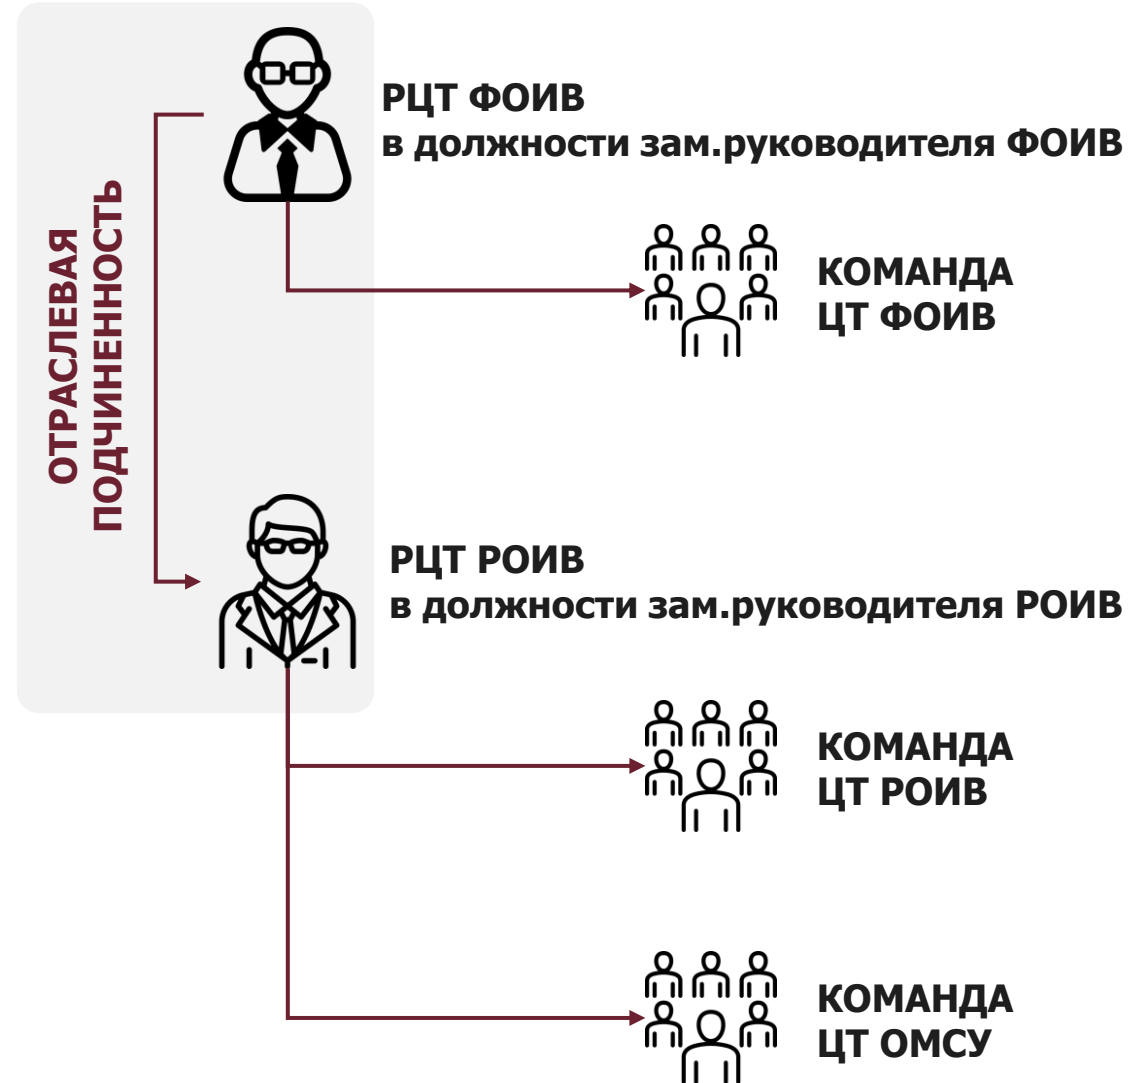 РЦТ ФОИВ
в должности зам.руководителя ФОИВ
КОМАНДА
ЦТ ФОИВ
ОТРАСЛЕВАЯ
ПОДЧИНЕННОСТЬ
РЦТ РОИВ
в должности зам.руководителя РОИВ
КОМАНДА
ЦТ РОИВ
КОМАНДА
ЦТ ОМСУ